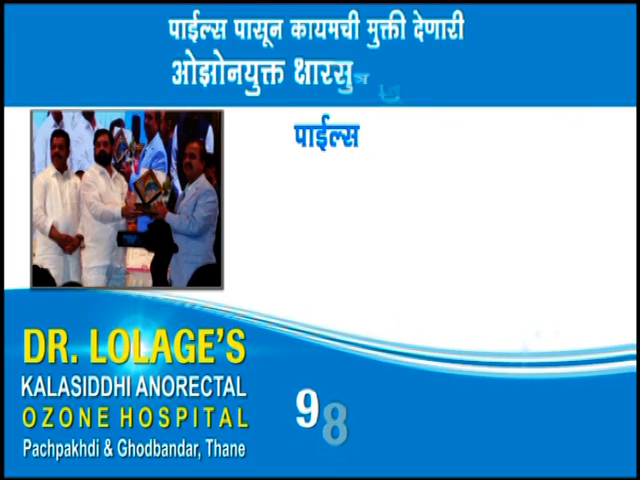 पाईल्स पासून कायमची मुक्ती देणारी
ओझोनयुक्त क्षारसु
पाईल्स
DR. LOLAGE'S
KALASIDDHI ANORECTAL
OZONE HOSPITAL
Pachpakhdi & Ghodbandar, Thane
98